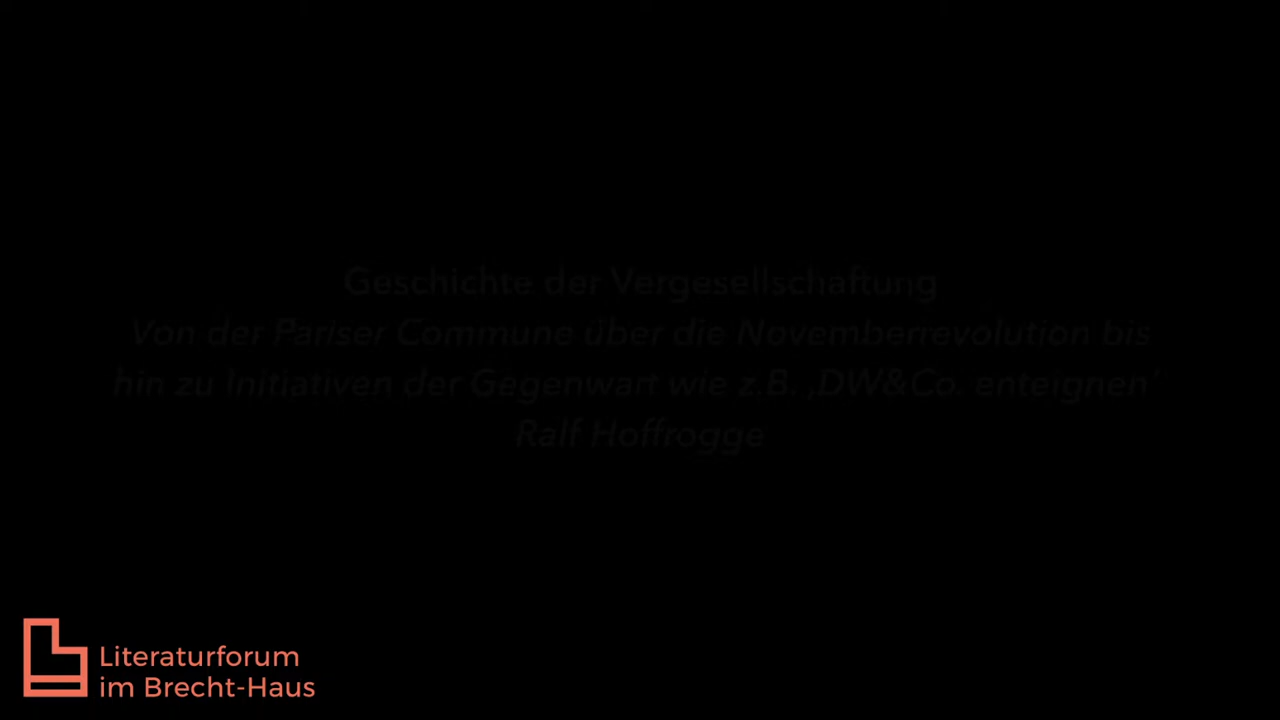 Geschichte der Vergesellschaftung
Von der Pariser Commune über die Novemberrevolution bis
hin zu Initiativen der Gegenwart wie z.B. ‚DW&Co. enteignen‘
Ralf Hoffrogge
Literaturforum
im Brecht-Haus